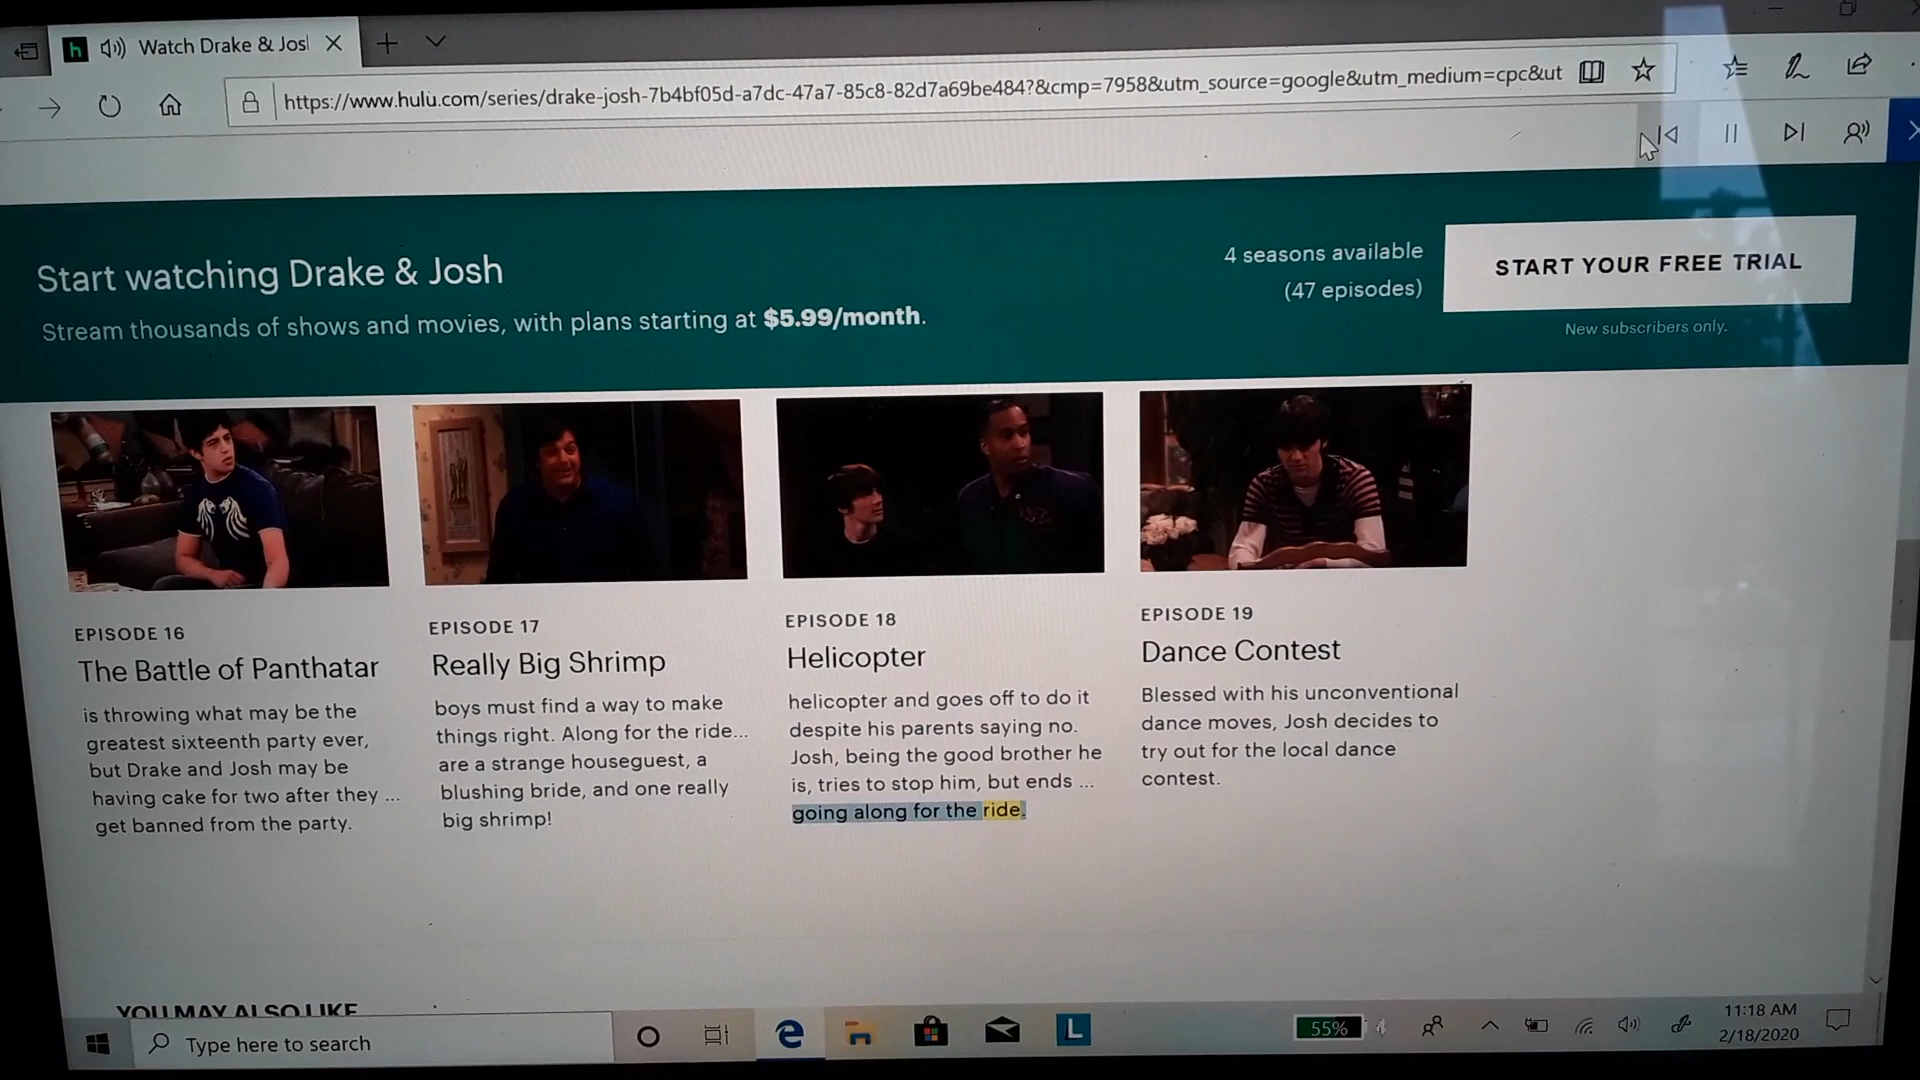 Watch Drake & Jos
https://www.hulu.com/series/drake-josh-7b4bf05d-a7dc-47a7-85c8-82d7a69be484?&cmp=7958&utm_source=google&utm_medium=cpc&ut
Start watching Drake & Josh
Stream thousands of shows and movies, with plans starting at $5.99/month.
4 seasons available
(47 episodes)
START YOUR FREE TRIAL
New subscribers only.
EPISODE 16
The Battle of Panthatar
is throwing what may be the
greatest sixteenth party ever,
but Drake and Josh may be
having cake for two after they ...
get banned from the party.
EPISODE 17
Really Big Shrimp
boys must find a way to make
things right. Along for the ride...
are a strange houseguest, a
blushing bride, and one really
big shrimp!
EPISODE 18
Helicopter
helicopter and goes off to do it
despite his parents saying no.
Josh, being the good brother he
is, tries to stop him, but ends ...
going along for the ride.
EPISODE 19
Dance Contest
Blessed with his unconventional
dance moves, Josh decides to
try out for the local dance
contest.
YOU MAY ALSO LIKE
Type here to search
55%
11:18 AM
2/18/2020